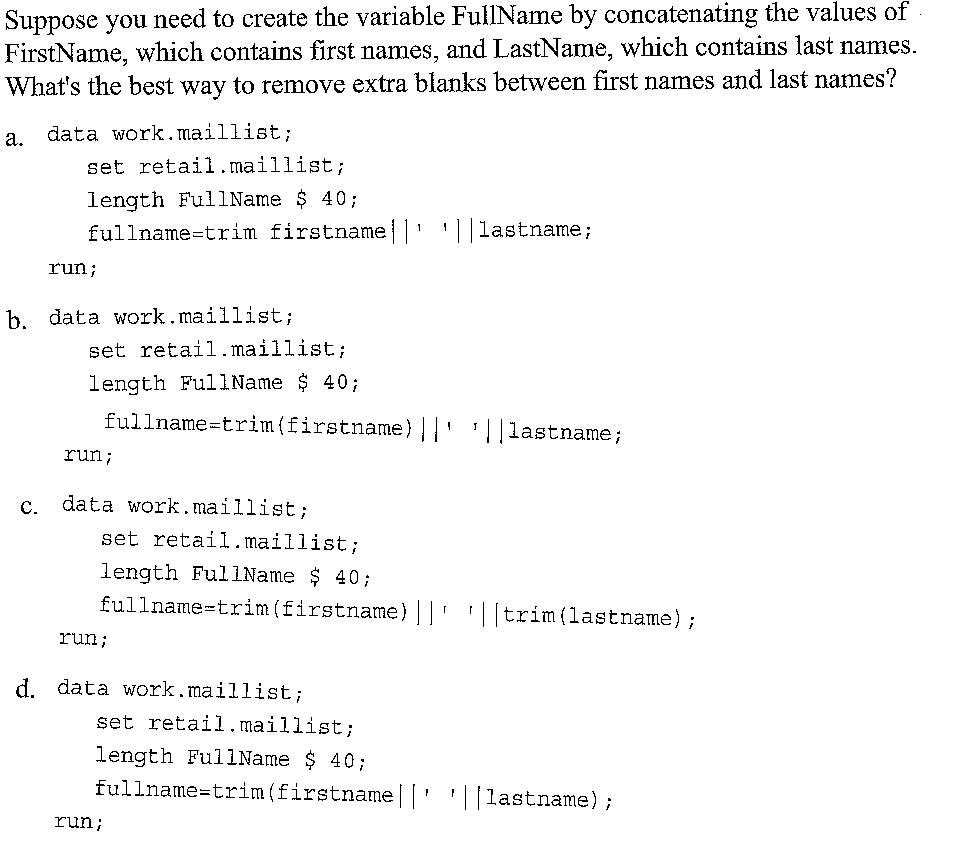 Suppose you need to create the variable FullName by concatenating the values of
FirstName, which contains first names, and LastName, which contains last names.
What's the best way to remove extra blanks between first names and last names?
a. data work.maillist;
set retail.maillist;
length FullName $ 40;
fullname=trim firstname||' '||lastname;
run;
b. data work.maillist;
set retail.maillist;
length FullName $ 40;
fullname=trim(firstname)||' '||lastname;
run;
c. data work.maillist;
set retail.maillist;
length FullName $ 40;
fullname=trim(firstname)||' '||trim(lastname);
run;
d. data work.maillist;
set retail.maillist;
length FullName $ 40;
fullname=trim(firstname||' '||lastname);
run;